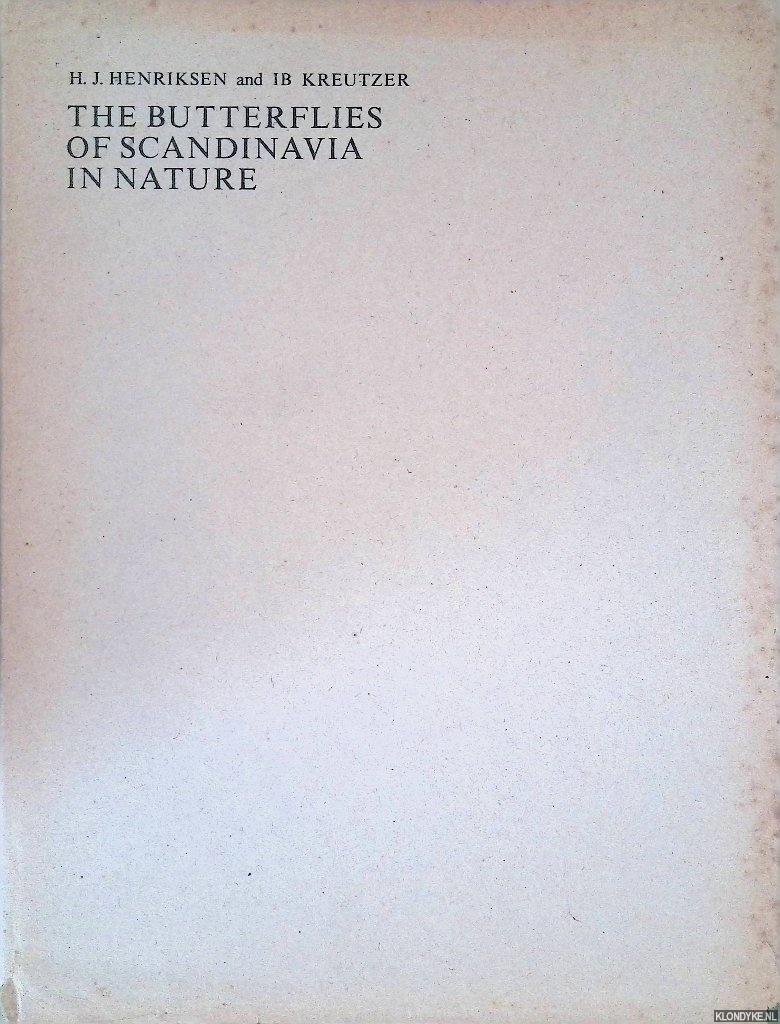 H. J. HENRIKSEN and IB KREUTZER
THE BUTTERFLIES
OF SCANDINAVIA
IN NATURE
KLONDYKE.NL